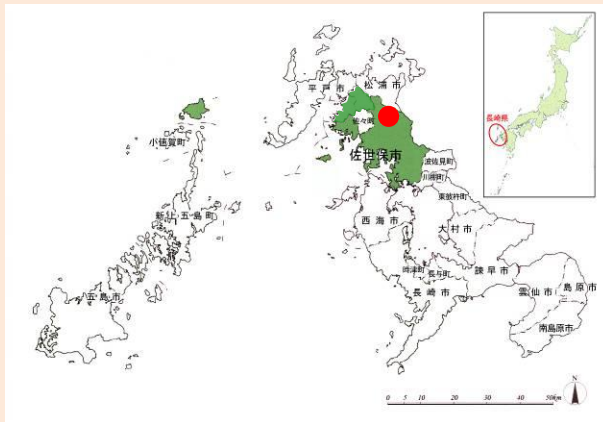 長崎県
平戸市
松浦市
佐々町
小値賀町
佐世保市
波佐見町
川棚町
東彼杵町
新上五島町
西海市
大村市
時津町
長与町
諫早市
五島市
長崎市
雲仙市
島原市
南島原市
N
0 5 10 20 30 40 50km